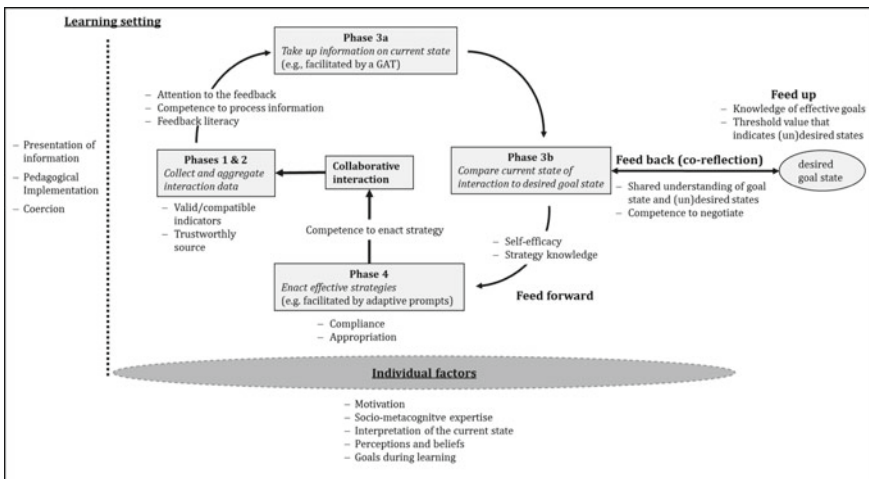 Learning setting
Phase 3a
Take up information on current state
(e.g., facilitated by a GAT)
– Attention to the feedback
– Competence to process information
– Feedback literacy
Feed up
– Knowledge of effective goals
– Threshold value that
indicates (un)desired states
– Presentation of
information
– Pedagogical
Implementation
– Coercion
Phases 1 & 2
Collect and aggregate
interaction data
Collaborative
interaction
Phase 3b
Compare current state of
interaction to desired goal state
Feed back (co-reflection)
desired
goal state
– Valid/compatible
indicators
– Trustworthly
source
– Shared understanding of goal
state and (un)desired states
– Competence to negotiate
Competence to enact strategy
– Self-efficacy
– Strategy knowledge
Phase 4
Enact effective strategies
(e.g. facilitated by adaptive prompts)
Feed forward
– Compliance
– Appropriation
Individual factors
– Motivation
– Socio-metacognitve expertise
– Interpretation of the current state
– Perceptions and beliefs
– Goals during learning